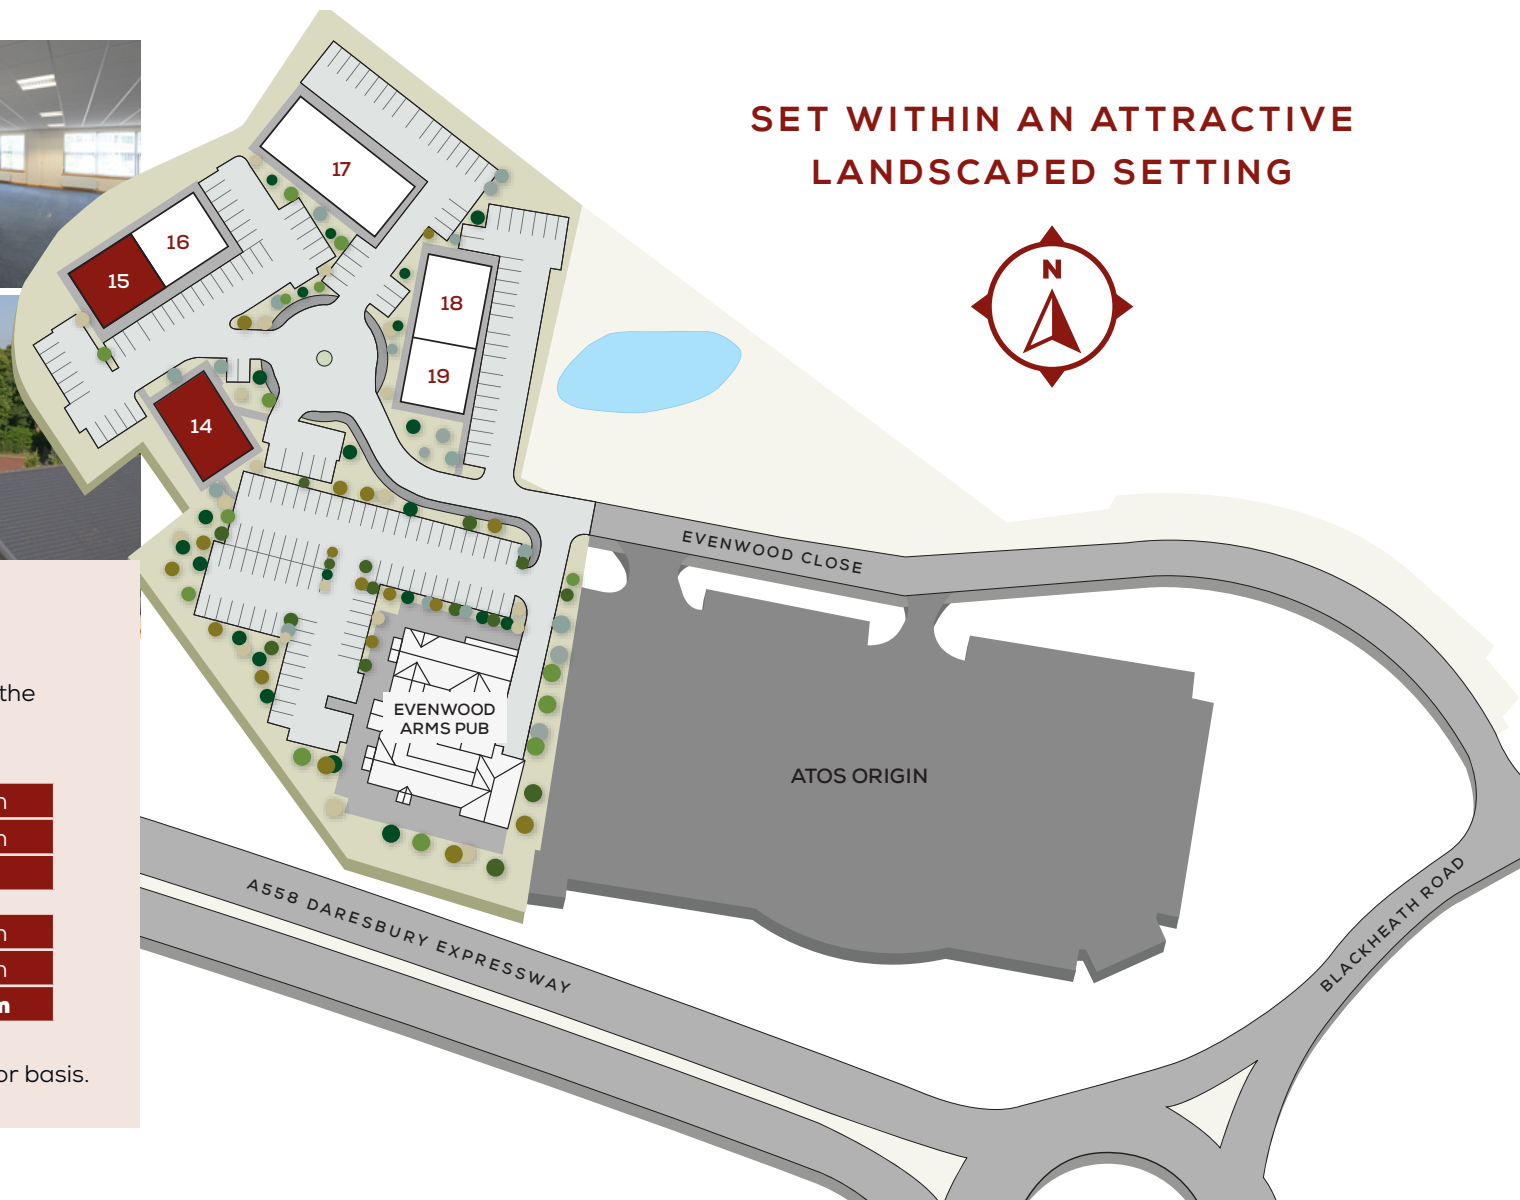 SET WITHIN AN ATTRACTIVE
LANDSCAPED SETTING
N
17
16
15
18
19
14
EVENWOOD CLOSE
EVENWOOD
ARMS PUB
ATOS ORIGIN
A558 DARESBURY EXPRESSWAY
BLACKHEATH ROAD
the
basis.